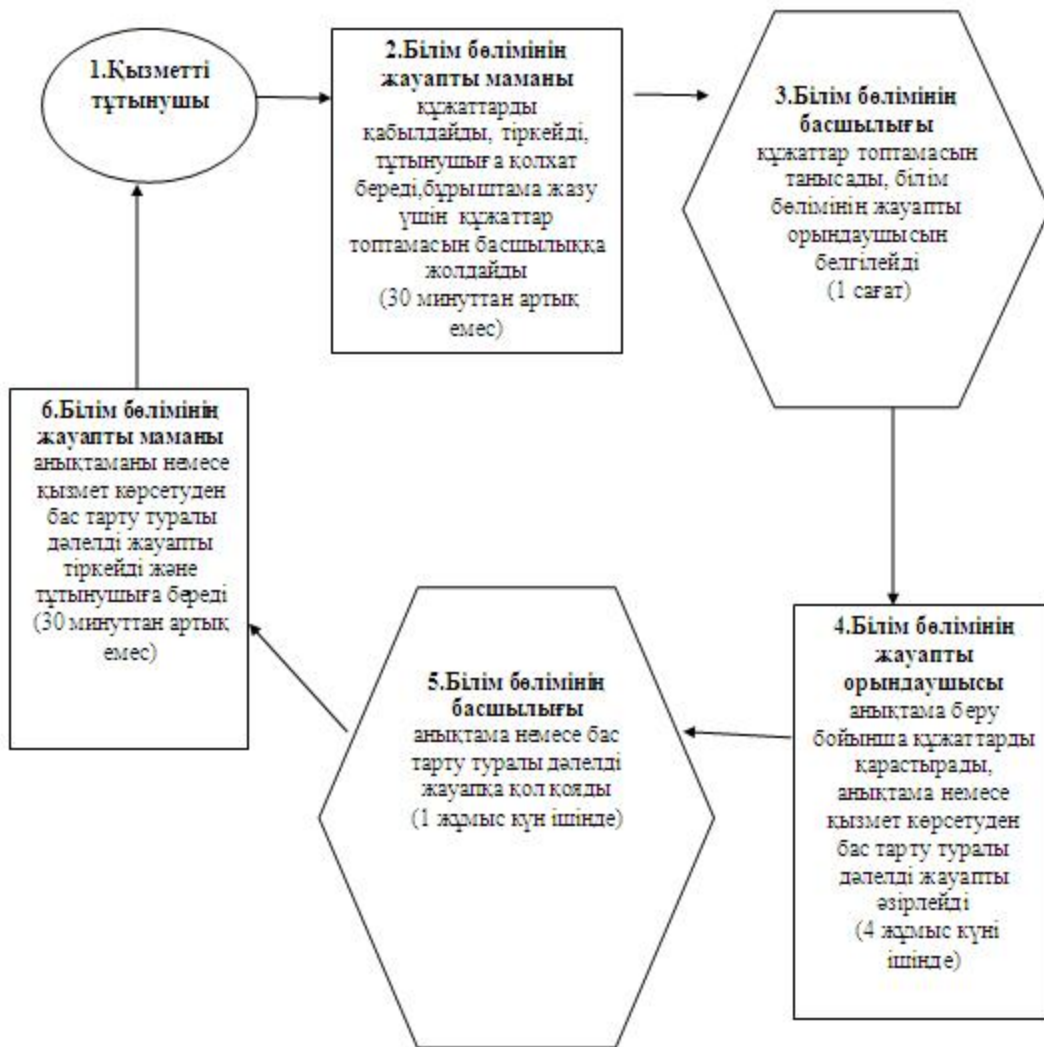 1.Қызметті
тұтынушы
2.Білім бөлімінің
жауапты маманы
құжаттарды
қабылдайды, тіркейді,
тұтынушыға қолхат
береді,бұрыштама жазу
үшін құжаттар
топтамасын басшылыққа
жолдайды
(30 минуттан артық
емес)
3.Білім бөлімінің
басшылығы
құжаттар топтамасын
танысады, білім
бөлімінің жауапты
орындаушысын
белгілейді
(1 сағат)
4.Білім бөлімінің
жауапты
орындаушысы
анықтама беру
бойынша құжаттарды
қарастырады,
анықтама немесе
қызмет көрсетуден
бас тарту туралы
дәлелді жауапты
әзірлейді
(4 жұмыс күні
ішінде)
5.Білім бөлімінің
басшылығы
анықтама немесе бас
тарту туралы дәлелді
жауапқа қол қояды
(1 жұмыс күн ішінде)
6.Білім бөлімінің
жауапты маманы
анықтаманы немесе
қызмет көрсетуден
бас тарту туралы
дәлелді жауапты
тіркейді және
тұтынушыға береді
(30 минуттан артық
емес)